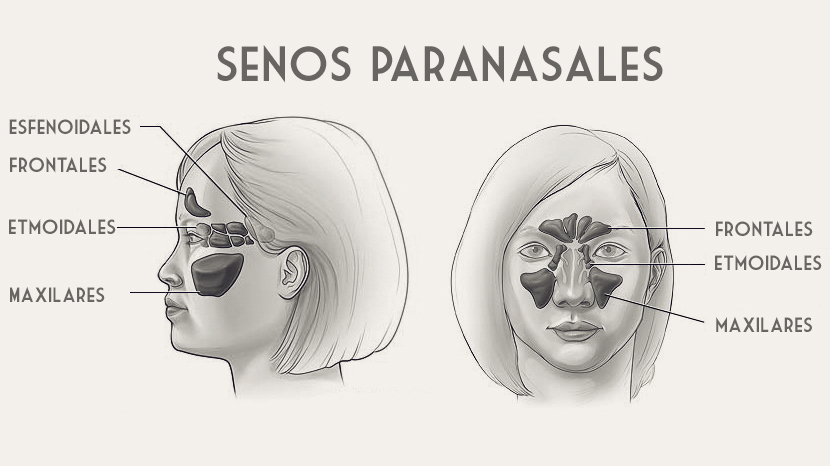 SENOS PARANASALES
ESFENOIDALES
FRONTALES
ETMOIDALES
MAXILARES
FRONTALES
ETMOIDALES
MAXILARES